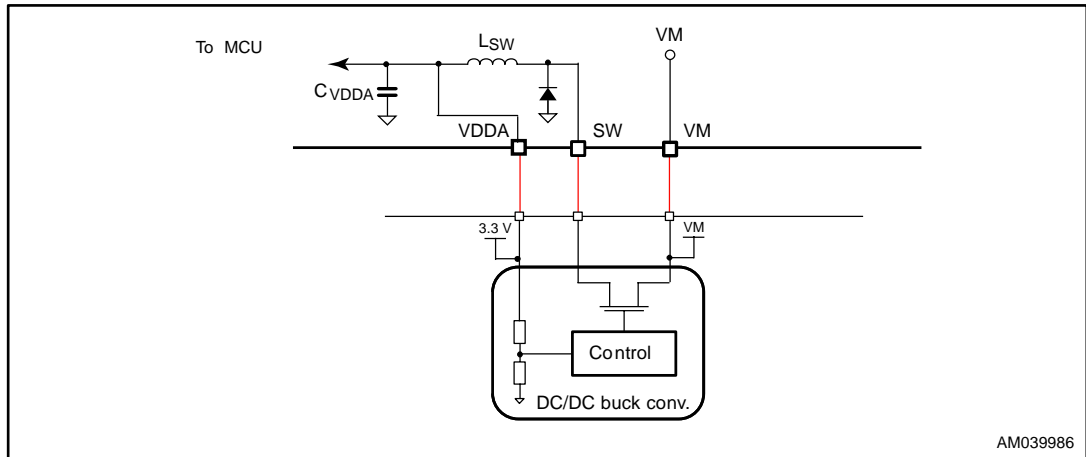 To MCU
LSW
VM
CVDDA
VDDA
SW
VM
3.3 V
VM
Control
DC/DC buck conv.
AM039986